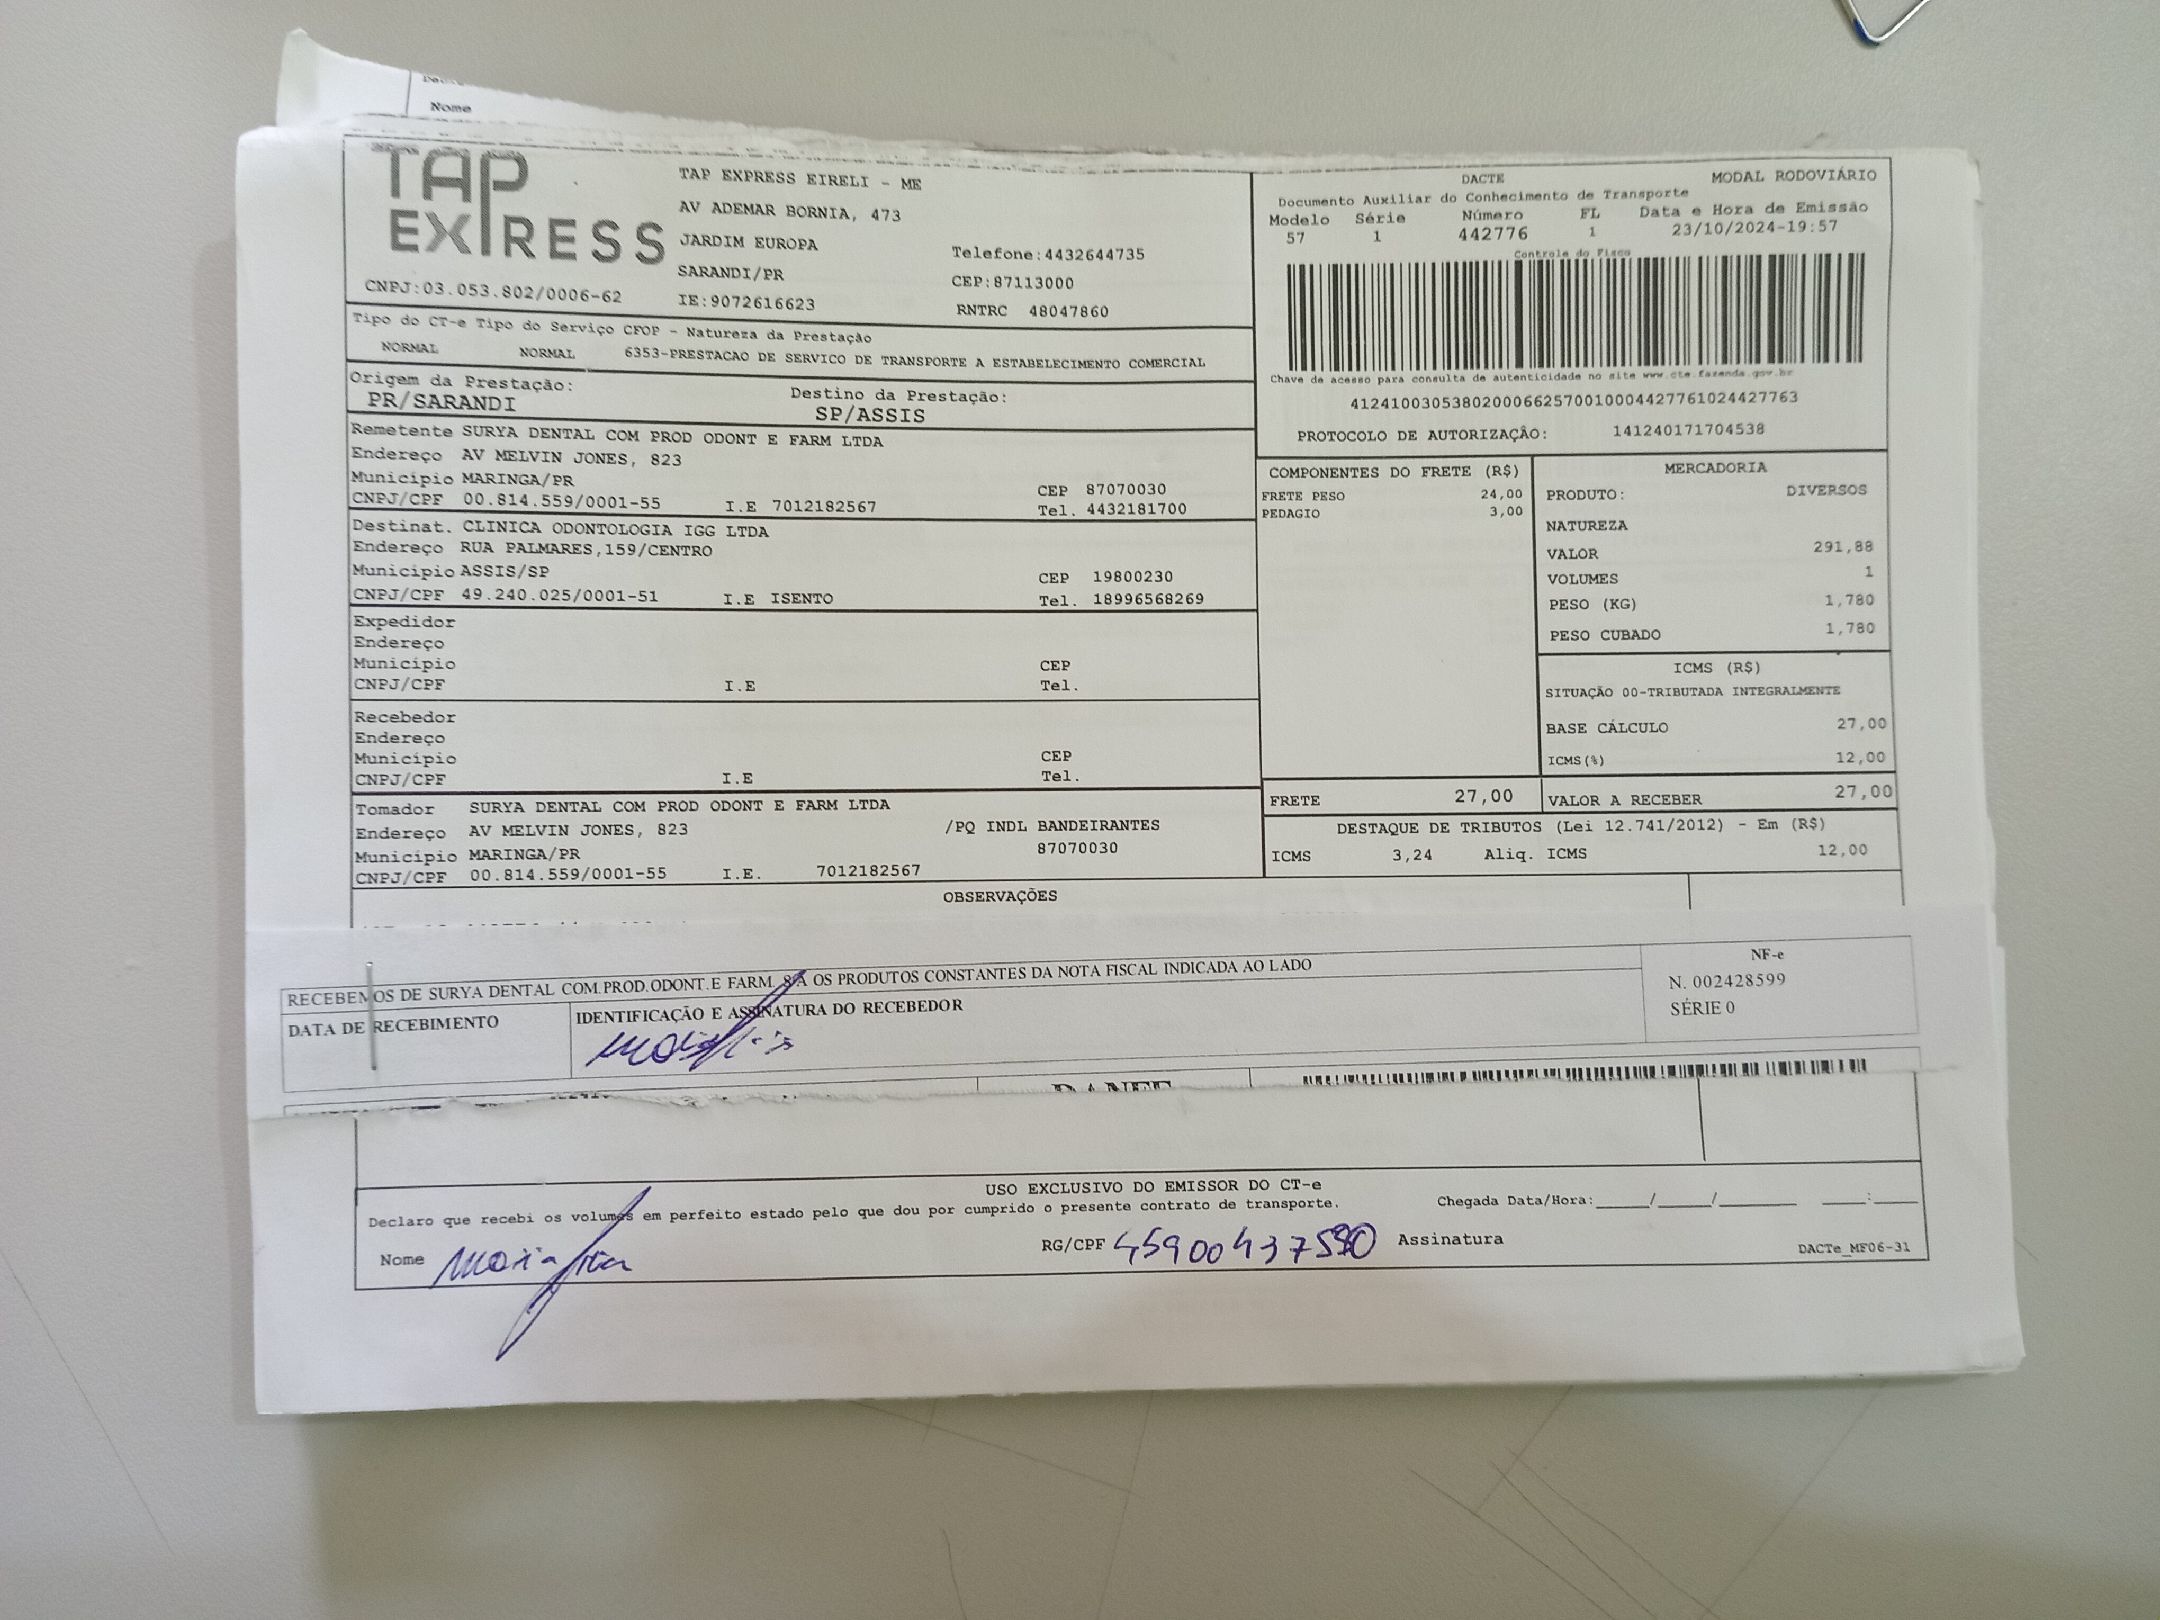 Nome
TAP EXPRESS
CNPJ:03.053.802/0006-62
TAP EXPRESS EIRELI - ME
AV ADEMAR BORNIA, 473
JARDIM EUROPA
SARANDI/PR
IE:9072616623
Telefone:4432644735
CEP:87113000
RNTRC 48047860
DACTE MODAL RODOVIÁRIO
Documento Auxiliar do Conhecimento de Transporte
Modelo Série Número FL Data e Hora de Emissão
57 1 442776 1 23/10/2024-19:57
Controle do Fisco
Chave de acesso para consulta de autenticidade no site www.cte.fazenda.gov.br
41241003053802000662570010004427761024427763
PROTOCOLO DE AUTORIZAÇÃO: 141240171704538
Tipo do CT-e Tipo do Serviço CFOP - Natureza da Prestação
NORMAL NORMAL 6353-PRESTACAO DE SERVICO DE TRANSPORTE A ESTABELECIMENTO COMERCIAL
Origem da Prestação: Destino da Prestação:
PR/SARANDI SP/ASSIS
Remetente SURYA DENTAL COM PROD ODONT E FARM LTDA
Endereço AV MELVIN JONES, 823
Município MARINGA/PR CEP 87070030
CNPJ/CPF 00.814.559/0001-55 I.E 7012182567 Tel. 4432181700
Destinat. CLINICA ODONTOLOGIA IGG LTDA
Endereço RUA PALMARES,159/CENTRO
Município ASSIS/SP CEP 19800230
CNPJ/CPF 49.240.025/0001-51 I.E ISENTO Tel. 18996568269
Expedidor
Endereço
Município CEP
CNPJ/CPF I.E Tel.
Recebedor
Endereço
Município CEP
CNPJ/CPF I.E Tel.
Tomador SURYA DENTAL COM PROD ODONT E FARM LTDA
Endereço AV MELVIN JONES, 823 /PQ INDL BANDEIRANTES
Município MARINGA/PR 87070030
CNPJ/CPF 00.814.559/0001-55 I.E. 7012182567
COMPONENTES DO FRETE (R$)
FRETE PESO 24,00
PEDAGIO 3,00
FRETE 27,00
MERCADORIA
PRODUTO: DIVERSOS
NATUREZA
VALOR 291,88
VOLUMES 1
PESO (KG) 1,780
PESO CUBADO 1,780
ICMS (R$)
SITUAÇÃO 00-TRIBUTADA INTEGRALMENTE
BASE CÁLCULO 27,00
ICMS(%) 12,00
VALOR A RECEBER 27,00
DESTAQUE DE TRIBUTOS (Lei 12.741/2012) - Em (R$)
ICMS 3,24 Aliq. ICMS 12,00
OBSERVAÇÕES
RECEBEMOS DE SURYA DENTAL COM.PROD.ODONT.E FARM. S/A OS PRODUTOS CONSTANTES DA NOTA FISCAL INDICADA AO LADO
DATA DE RECEBIMENTO IDENTIFICAÇÃO E ASSINATURA DO RECEBEDOR
NF-e
N. 002428599
SÉRIE 0
DANFE
USO EXCLUSIVO DO EMISSOR DO CT-e
Declaro que recebi os volumes em perfeito estado pelo que dou por cumprido o presente contrato de transporte. Chegada Data/Hora:____/____/______ ____:____
Nome Maria RG/CPF Assinatura
DACTe_MF06-31